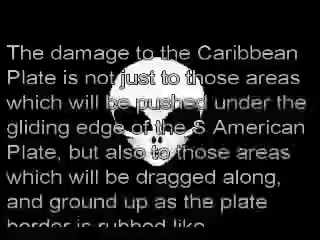 The damage to the Caribbean
Plate is not just to those areas
which will be pushed under the
gliding edge of the S American
Plate, but also to those areas
which will be dragged along,
and ground up as the plate
border is rubbed like